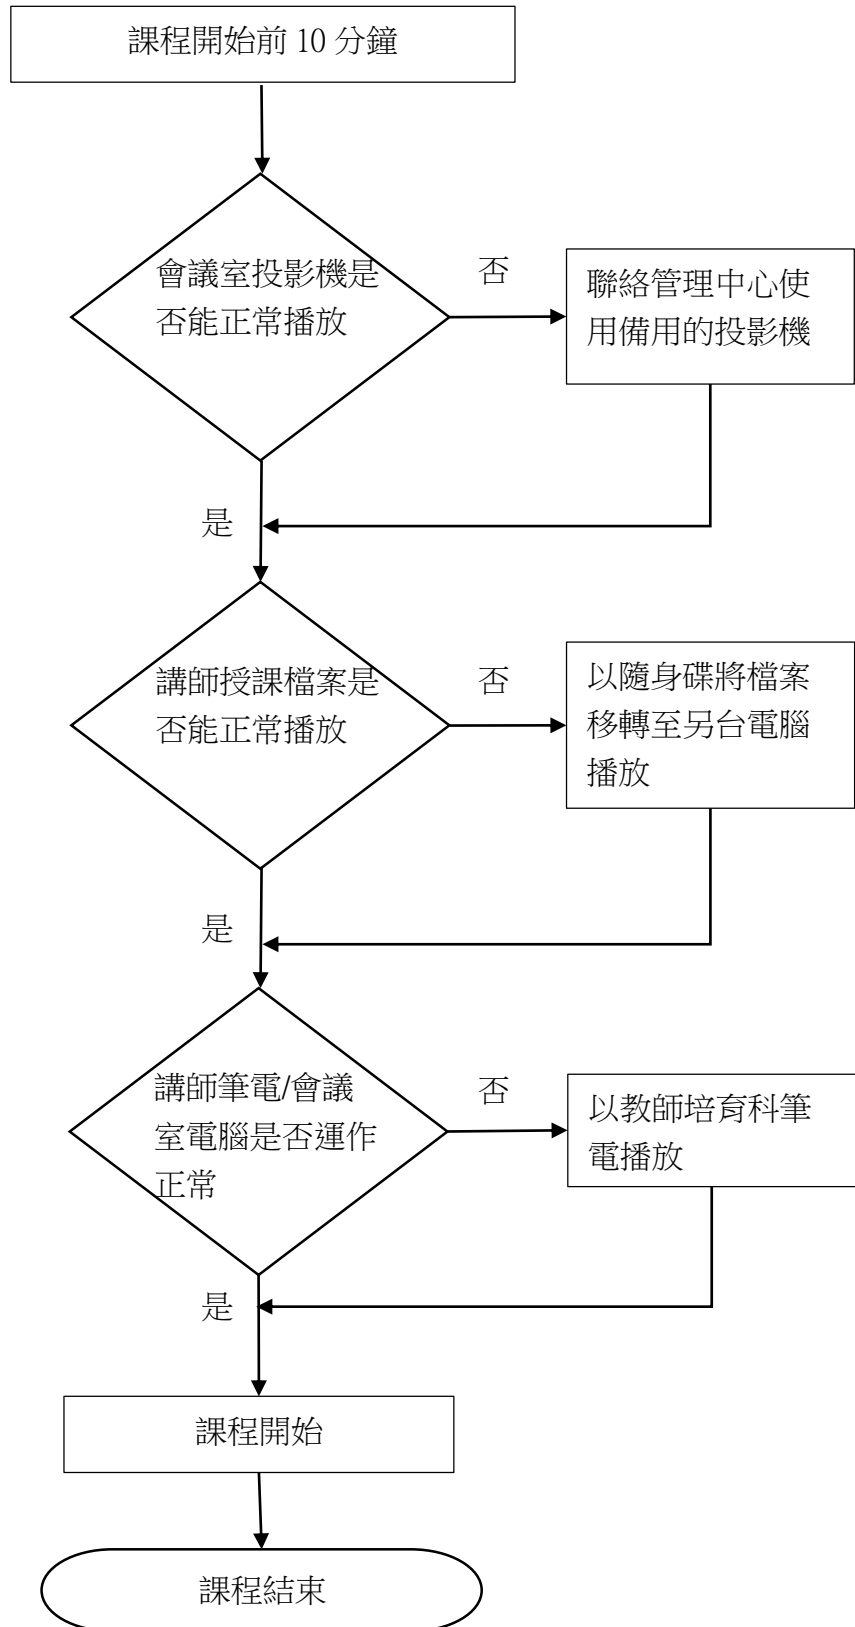 課程開始前 10 分鐘
會議室投影機是
否能正常播放
否
聯絡管理中心使
用備用的投影機
是
講師授課檔案是
否能正常播放
否
以隨身碟將檔案
移轉至另台電腦
播放
是
講師筆電/會議
室電腦是否運作
正常
否
以教師培育科筆
電播放
是
課程開始
課程結束